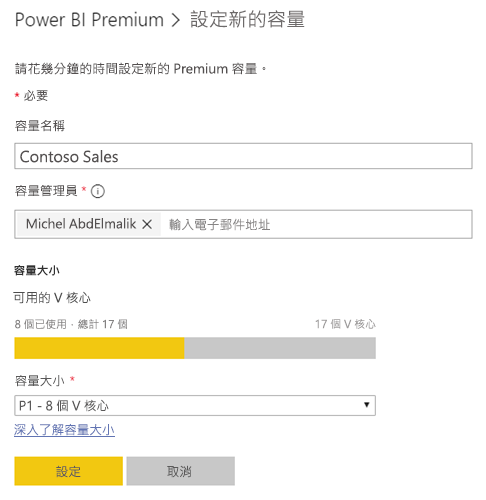 Power BI Premium > 設定新的容量
請花幾分鐘的時間設定新的 Premium 容量。
* 必要
容量名稱
Contoso Sales
容量管理員 *
Michel AbdElmalik × 輸入電子郵件地址
容量大小
可用的 V 核心
8 個已使用，總計 17 個 17 個 V 核心
容量大小 *
P1 - 8 個 V 核心
深入了解容量大小
設定 取消